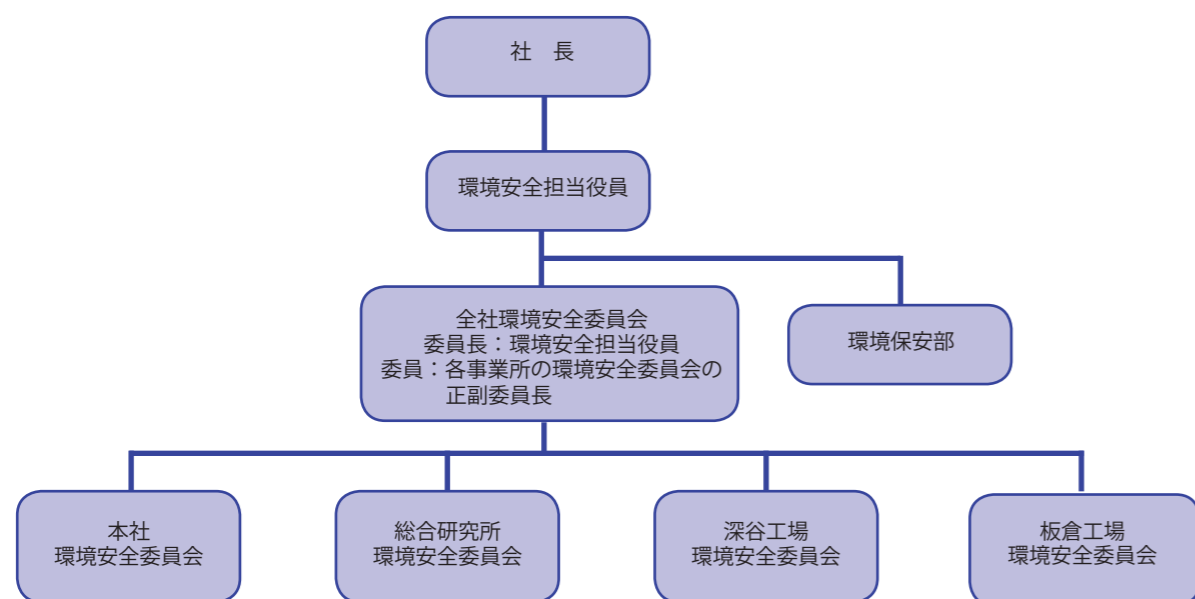 社　長
環境安全担当役員
全社環境安全委員会
委員長：環境安全担当役員
委員：各事業所の環境安全委員会の
正副委員長
環境保安部
本社
環境安全委員会
総合研究所
環境安全委員会
深谷工場
環境安全委員会
板倉工場
環境安全委員会